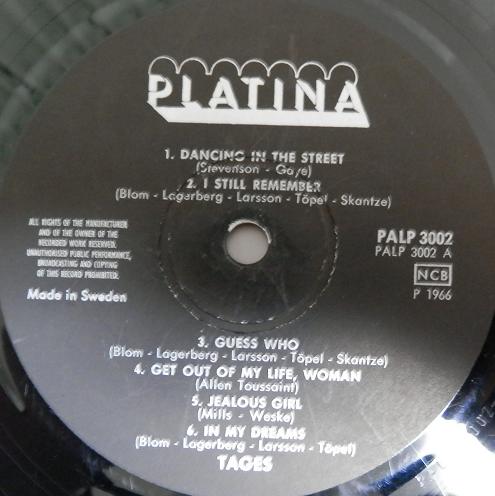 PLATINA
1. DANCING IN THE STREET
(Stevenson - Gaye)
2. I STILL REMEMBER
(Blom - Lagerberg - Larsson - Töpel - Skantze)
ALL RIGHTS OF THE MANUFACTURER
AND OF THE OWNER OF THE
RECORDED WORK RESERVED.
UNAUTHORISED PUBLIC PERFORMANCE,
BROADCASTING AND COPYING
OF THIS RECORD PROHIBITED.
Made in Sweden
PALP 3002
PALP 3002 A
NCB
P 1966
3. GUESS WHO
(Blom - Lagerberg - Larsson - Töpel - Skantze)
4. GET OUT OF MY LIFE, WOMAN
(Allen Toussaint)
5. JEALOUS GIRL
(Mills - Weske)
6. IN MY DREAMS
(Blom - Lagerberg - Larsson - Töpel)
TAGES